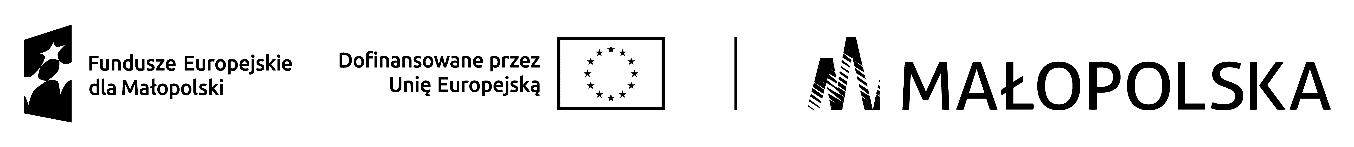 Fundusze Europejskie
dla Małopolski
Dofinansowane przez
Unię Europejską
MAŁOPOLSKA